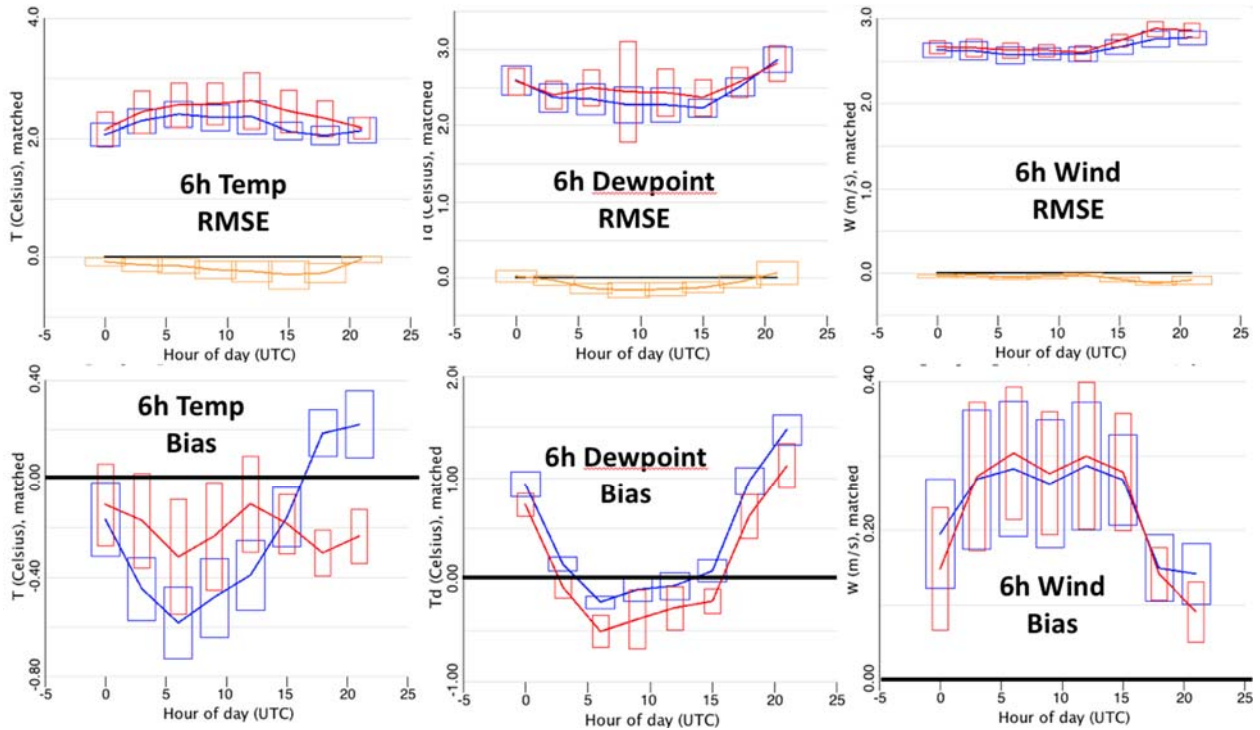 4.0
2.0
0.0
T (Celsius), matched
6h Temp
RMSE
-5 0 5 10 15 20 25
Hour of day (UTC)
3.0
2.0
1.0
0.0
(Celsius), matched
6h Dewpoint
RMSE
-5 0 5 10 15 20 25
Hour of day (UTC)
3.0
2.0
1.0
0.0
W (m/s), matched
6h Wind
RMSE
-5 0 5 10 15 20 25
Hour of day (UTC)
0.40
0.00
-0.40
-0.80
T (Celsius), matched
6h Temp
Bias
-5 0 5 10 15 20 25
Hour of day (UTC)
2.0
1.00
0.00
-1.00
Td (Celsius), matched
6h Dewpoint
Bias
-5 0 5 10 15 20 25
Hour of day (UTC)
0.40
0.20
0.00
W (m/s), matched
6h Wind
Bias
-5 0 5 10 15 20 25
Hour of day (UTC)